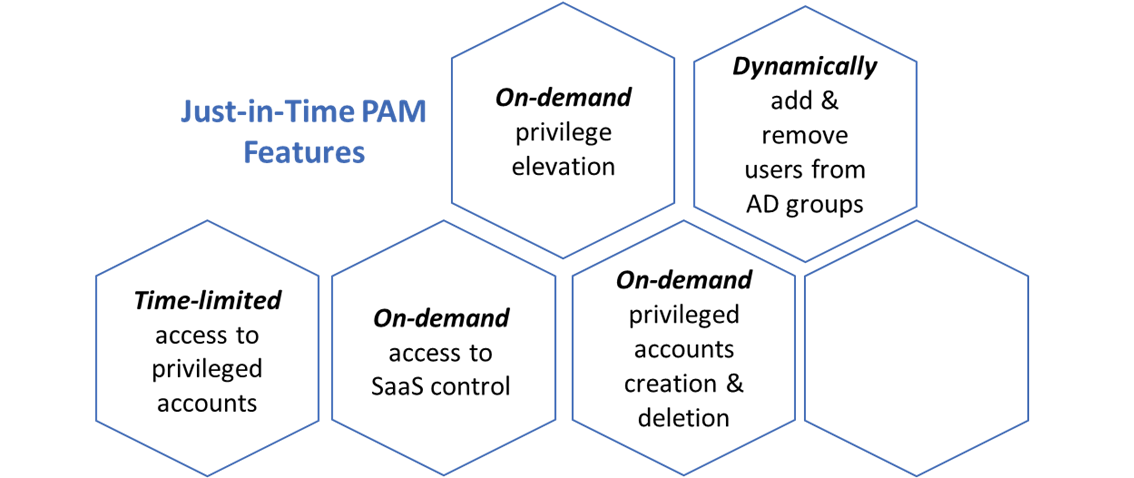 Just-in-Time PAM
Features
On-demand
privilege
elevation
Dynamically
add &
remove
users from
AD groups
Time-limited
access to
privileged
accounts
On-demand
access to
SaaS control
On-demand
privileged
accounts
creation &
deletion